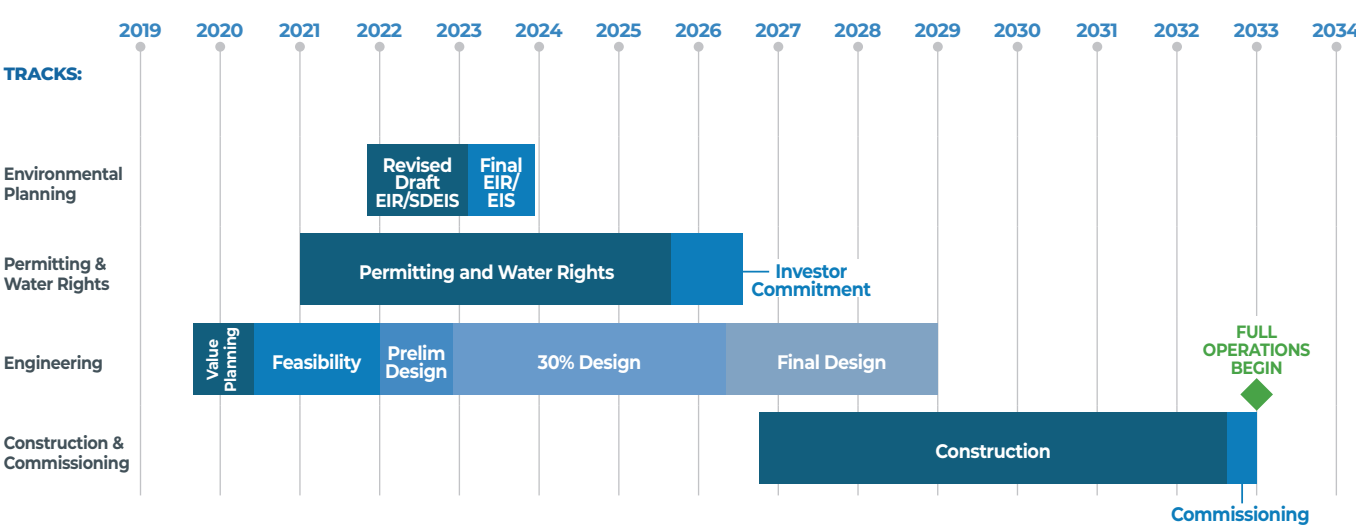 2019 2020 2021 2022 2023 2024 2025 2026 2027 2028 2029 2030 2031 2032 2033 2034
TRACKS:
Environmental
Planning
Revised
Draft
EIR/SDEIS
Final
EIR/
EIS
Permitting &
Water Rights
Permitting and Water Rights
Investor
Commitment
Engineering
Value
Planning
Feasibility
Prelim
Design
30% Design
Final Design
FULL
OPERATIONS
BEGIN
Construction &
Commissioning
Construction
Commissioning